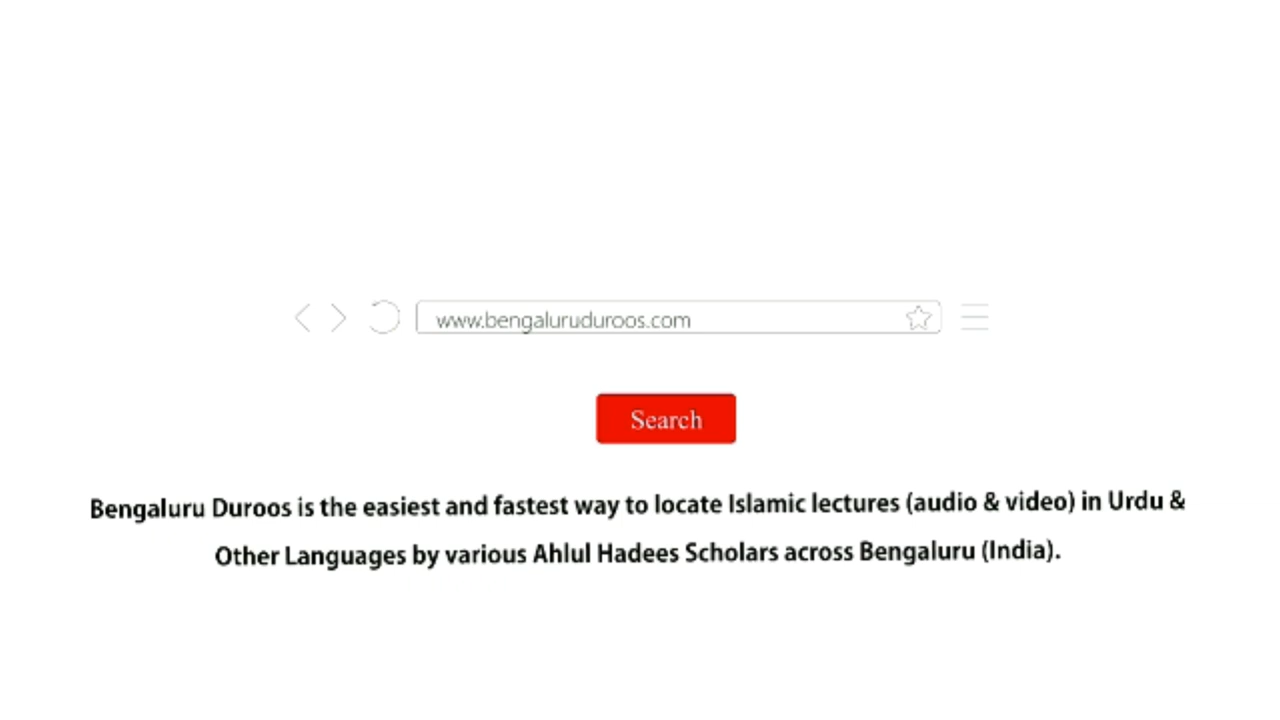 www.bengaluruduroos.com
Search
Bengaluru Duroos is the easiest and fastest way to locate Islamic lectures (audio & video) in Urdu &
Other Languages by various Ahlul Hadees Scholars across Bengaluru (India).